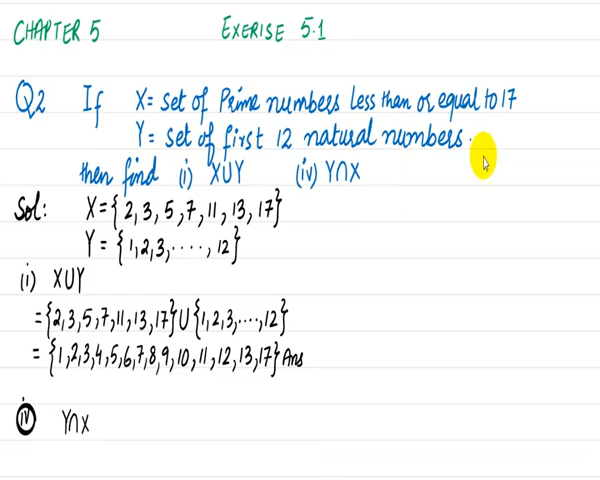 CHAPTER 5 EXERISE 5.1
Q2 If X= set of Prime numbers less than or equal to 17
Y= set of first 12 natural numbers.
then find (i) X∪Y (iv) Y∩X
Sol: X={2,3,5,7,11,13,17}
Y={1,2,3,.....,12}
(i) X∪Y
={2,3,5,7,11,13,17}∪{1,2,3,...,12}
={1,2,3,4,5,6,7,8,9,10,11,12,13,17} Ans
(iv) Y∩X